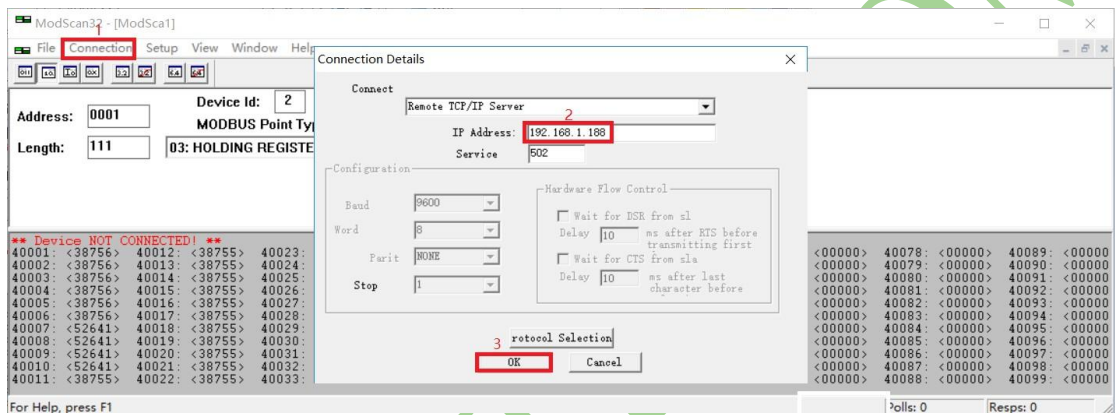 ModScan32 - [ModSca1]
1
File Connection Setup View Window Help
Address: 0001
Device Id: 2
MODBUS Point Ty
Length: 111
03: HOLDING REGISTE
Connection Details
Connect
Remote TCP/IP Server
2
IP Address: 192.168.1.188
Service 502
Configuration
Baud 9600
Word 8
Parit NONE
Stop 1
Hardware Flow Control
Wait for DSR from sl
Delay 10 ms after RTS before
transmitting first
Wait for CTS from sla
Delay 10 ms after last
character before
3
rotocol Selection
OK Cancel
** Device NOT CONNECTED! **
40001: <38756> 40012: <38755> 40023: <00000> 40078: <00000> 40089: <00000
40002: <38756> 40013: <38755> 40024: <00000> 40079: <00000> 40090: <00000
40003: <38756> 40014: <38755> 40025: <00000> 40080: <00000> 40091: <00000
40004: <38756> 40015: <38755> 40026: <00000> 40081: <00000> 40092: <00000
40005: <38756> 40016: <38755> 40027: <00000> 40082: <00000> 40093: <00000
40006: <38756> 40017: <38755> 40028: <00000> 40083: <00000> 40094: <00000
40007: <52641> 40018: <38755> 40029: <00000> 40084: <00000> 40095: <00000
40008: <52641> 40019: <38755> 40030: <00000> 40085: <00000> 40096: <00000
40009: <52641> 40020: <38755> 40031: <00000> 40086: <00000> 40097: <00000
40010: <52641> 40021: <38755> 40032: <00000> 40087: <00000> 40098: <00000
40011: <38755> 40022: <38755> 40033: <00000> 40088: <00000> 40099: <00000
For Help, press F1
Polls: 0
Resps: 0